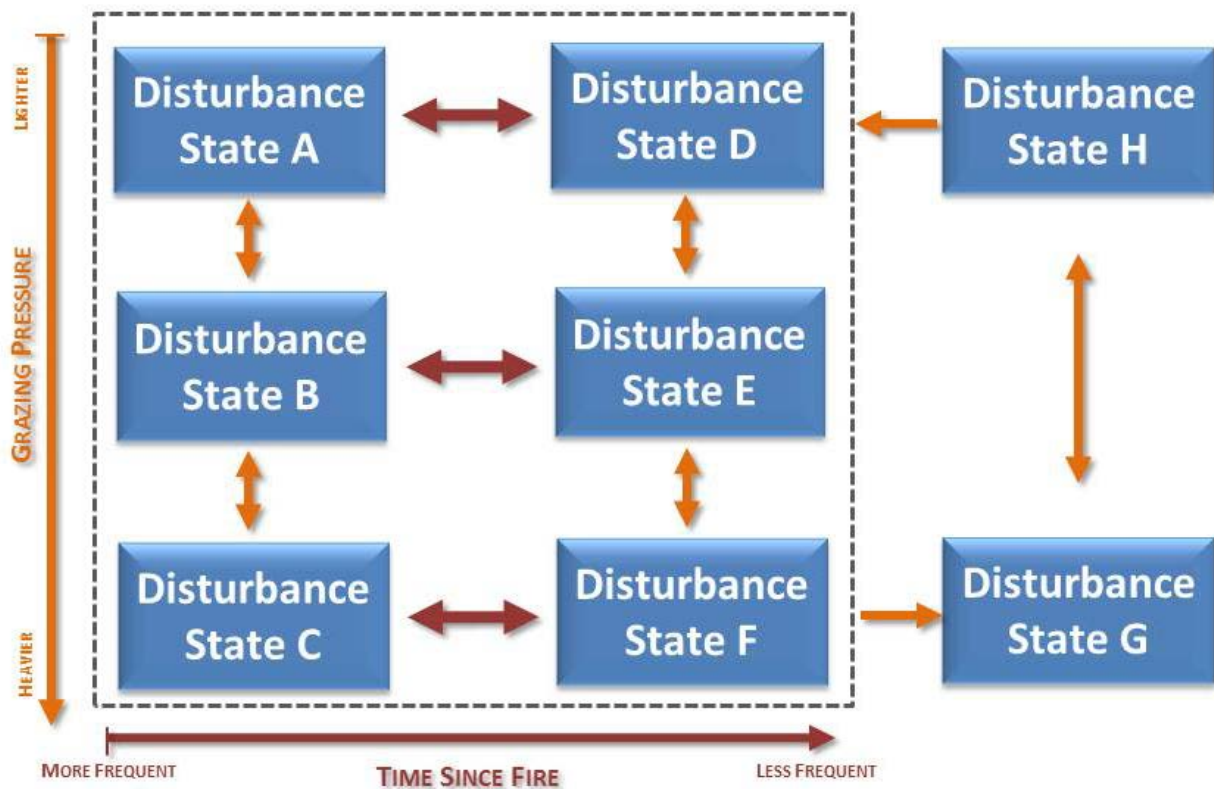 LIGHTER
GRAZING PRESSURE
HEAVIER
Disturbance
State A
Disturbance
State D
Disturbance
State H
Disturbance
State B
Disturbance
State E
Disturbance
State C
Disturbance
State F
Disturbance
State G
MORE FREQUENT
TIME SINCE FIRE
LESS FREQUENT